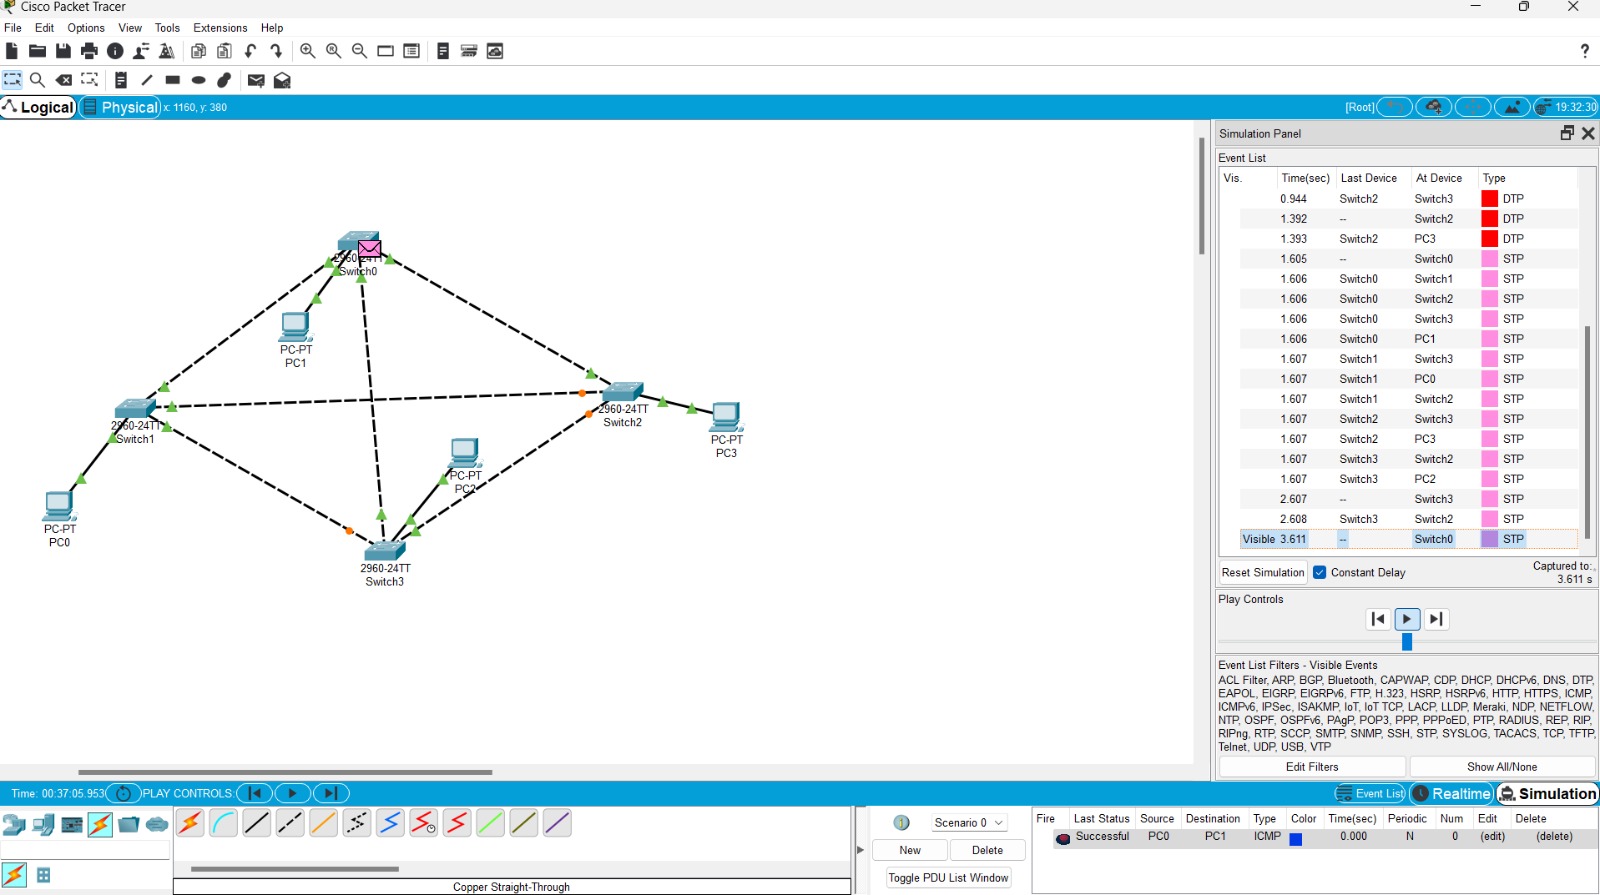 Cisco Packet Tracer
File Edit Options View Tools Extensions Help
?
Logical Physical x: 1160, y: 380 [Root] 19:32:30
Simulation Panel
Event List
Vis. Time(sec) Last Device At Device Type
0.944 Switch2 Switch3 DTP
1.392 -- Switch2 DTP
1.393 Switch2 PC3 DTP
1.605 -- Switch0 STP
1.606 Switch0 Switch1 STP
1.606 Switch0 Switch2 STP
1.606 Switch0 Switch3 STP
1.606 Switch0 PC1 STP
1.607 Switch1 Switch3 STP
1.607 Switch1 PC0 STP
1.607 Switch1 Switch2 STP
1.607 Switch2 Switch3 STP
1.607 Switch2 PC3 STP
1.607 Switch3 Switch2 STP
1.607 Switch3 PC2 STP
2.607 -- Switch3 STP
2.608 Switch3 Switch2 STP
Visible 3.611 -- Switch0 STP
Reset Simulation Constant Delay Captured to:
3.611 s
Play Controls
Event List Filters - Visible Events
ACL Filter, ARP, BGP, Bluetooth, CAPWAP, CDP, DHCP, DHCPv6, DNS, DTP,
EAPOL, EIGRP, EIGRPv6, FTP, H.323, HSRP, HSRPv6, HTTP, HTTPS, ICMP,
ICMPv6, IPSec, ISAKMP, IoT, IoT TCP, LACP, LLDP, Meraki, NDP, NETFLOW,
NTP, OSPF, OSPFv6, PAgP, POP3, PPP, PPPoED, PTP, RADIUS, REP, RIP,
RIPng, RTP, SCCP, SMTP, SNMP, SSH, STP, SYSLOG, TACACS, TCP, TFTP,
Telnet, UDP, USB, VTP
Edit Filters Show All/None
2960-24TT
Switch0
PC-PT
PC1
2960-24TT
Switch1
2960-24TT
Switch2
PC-PT
PC3
PC-PT
PC2
PC-PT
PC0
2960-24TT
Switch3
Time: 00:37:05.953 PLAY CONTROLS: Event List Realtime Simulation
Scenario 0
New Delete
Toggle PDU List Window
Fire Last Status Source Destination Type Color Time(sec) Periodic Num Edit Delete
Successful PC0 PC1 ICMP 0.000 N 0 (edit) (delete)
Copper Straight-Through